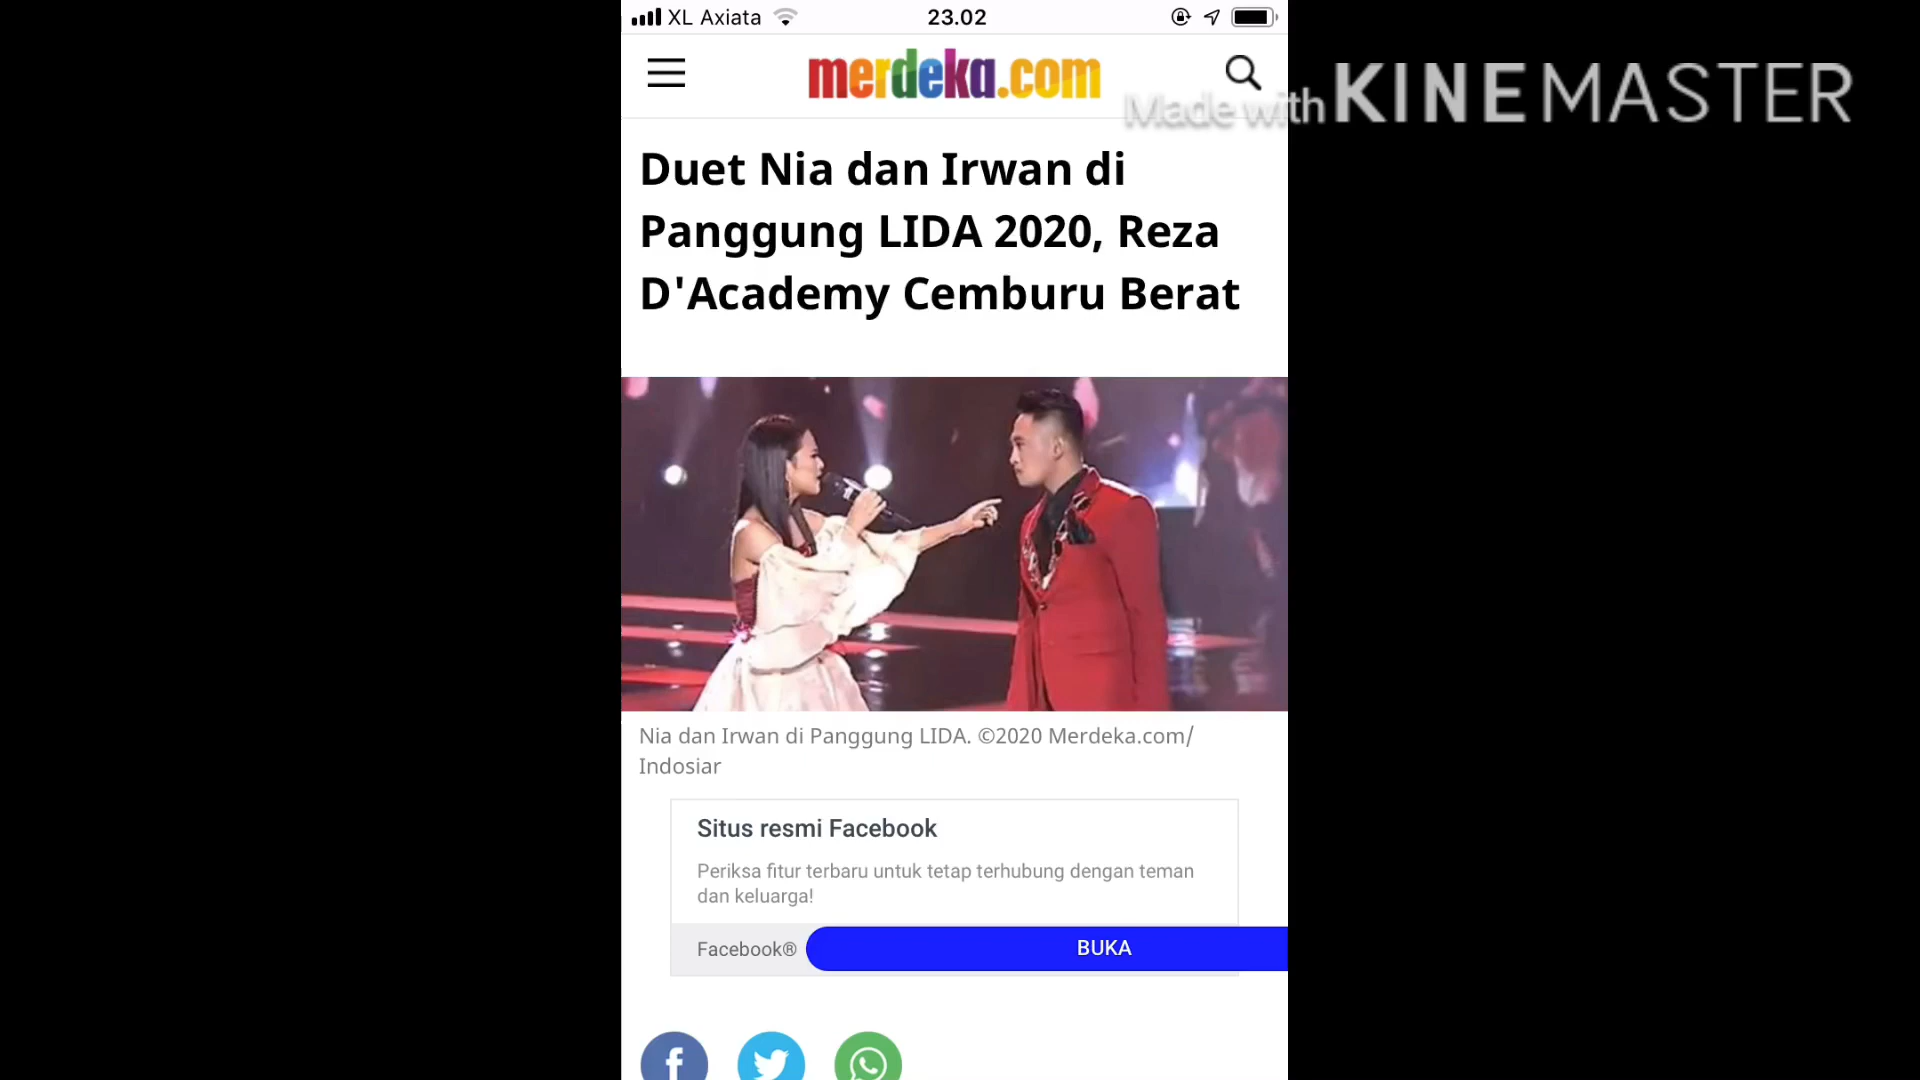 XL Axiata
23.02
merdeka.com
Made with KINEMASTER
Duet Nia dan Irwan di
Panggung LIDA 2020, Reza
D'Academy Cemburu Berat
Nia dan Irwan di Panggung LIDA. ©2020 Merdeka.com/
Indosiar
Situs resmi Facebook
Periksa fitur terbaru untuk tetap terhubung dengan teman
dan keluarga!
Facebook®
BUKA